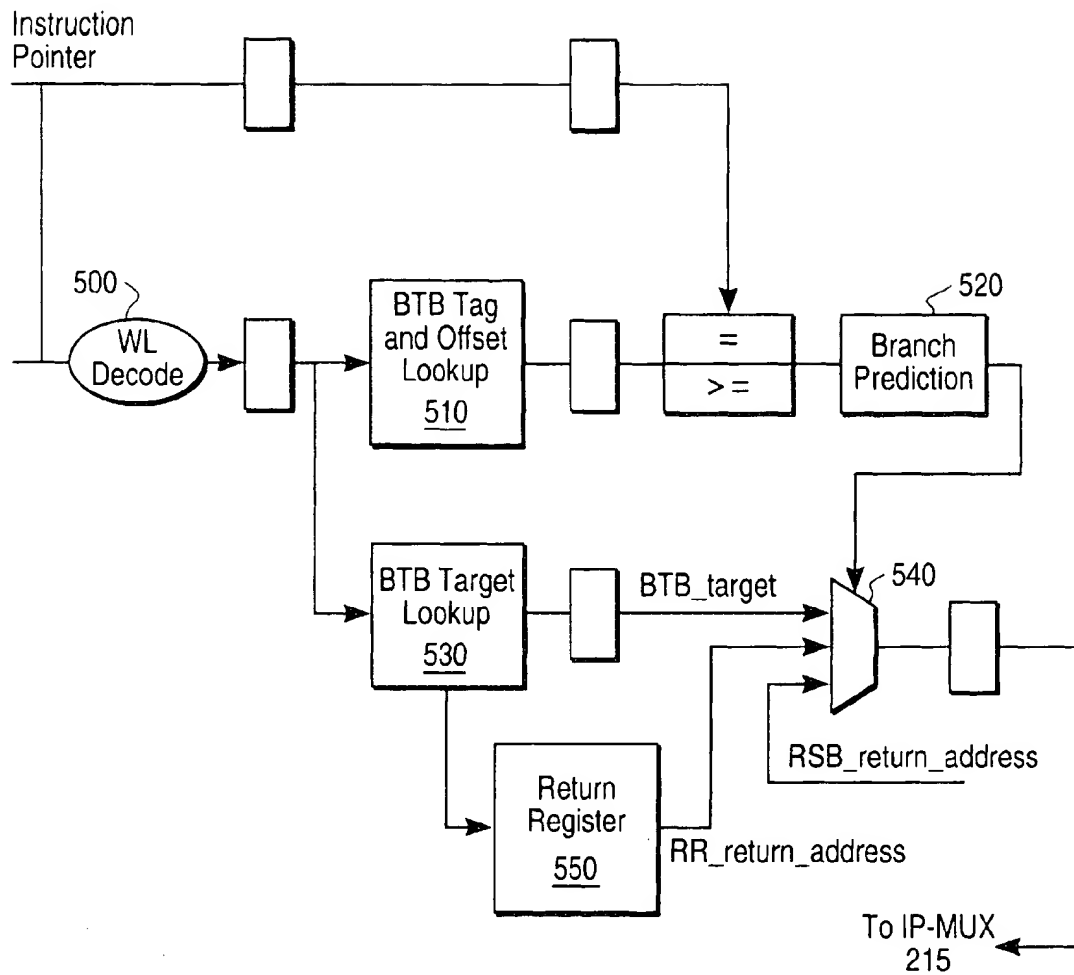 Instruction
Pointer
500
WL
Decode
BTB Tag
and Offset
Lookup
510
=
>=
520
Branch
Prediction
BTB Target
Lookup
530
BTB_target
540
RSB_return_address
Return
Register
550
RR_return_address
To IP-MUX
215